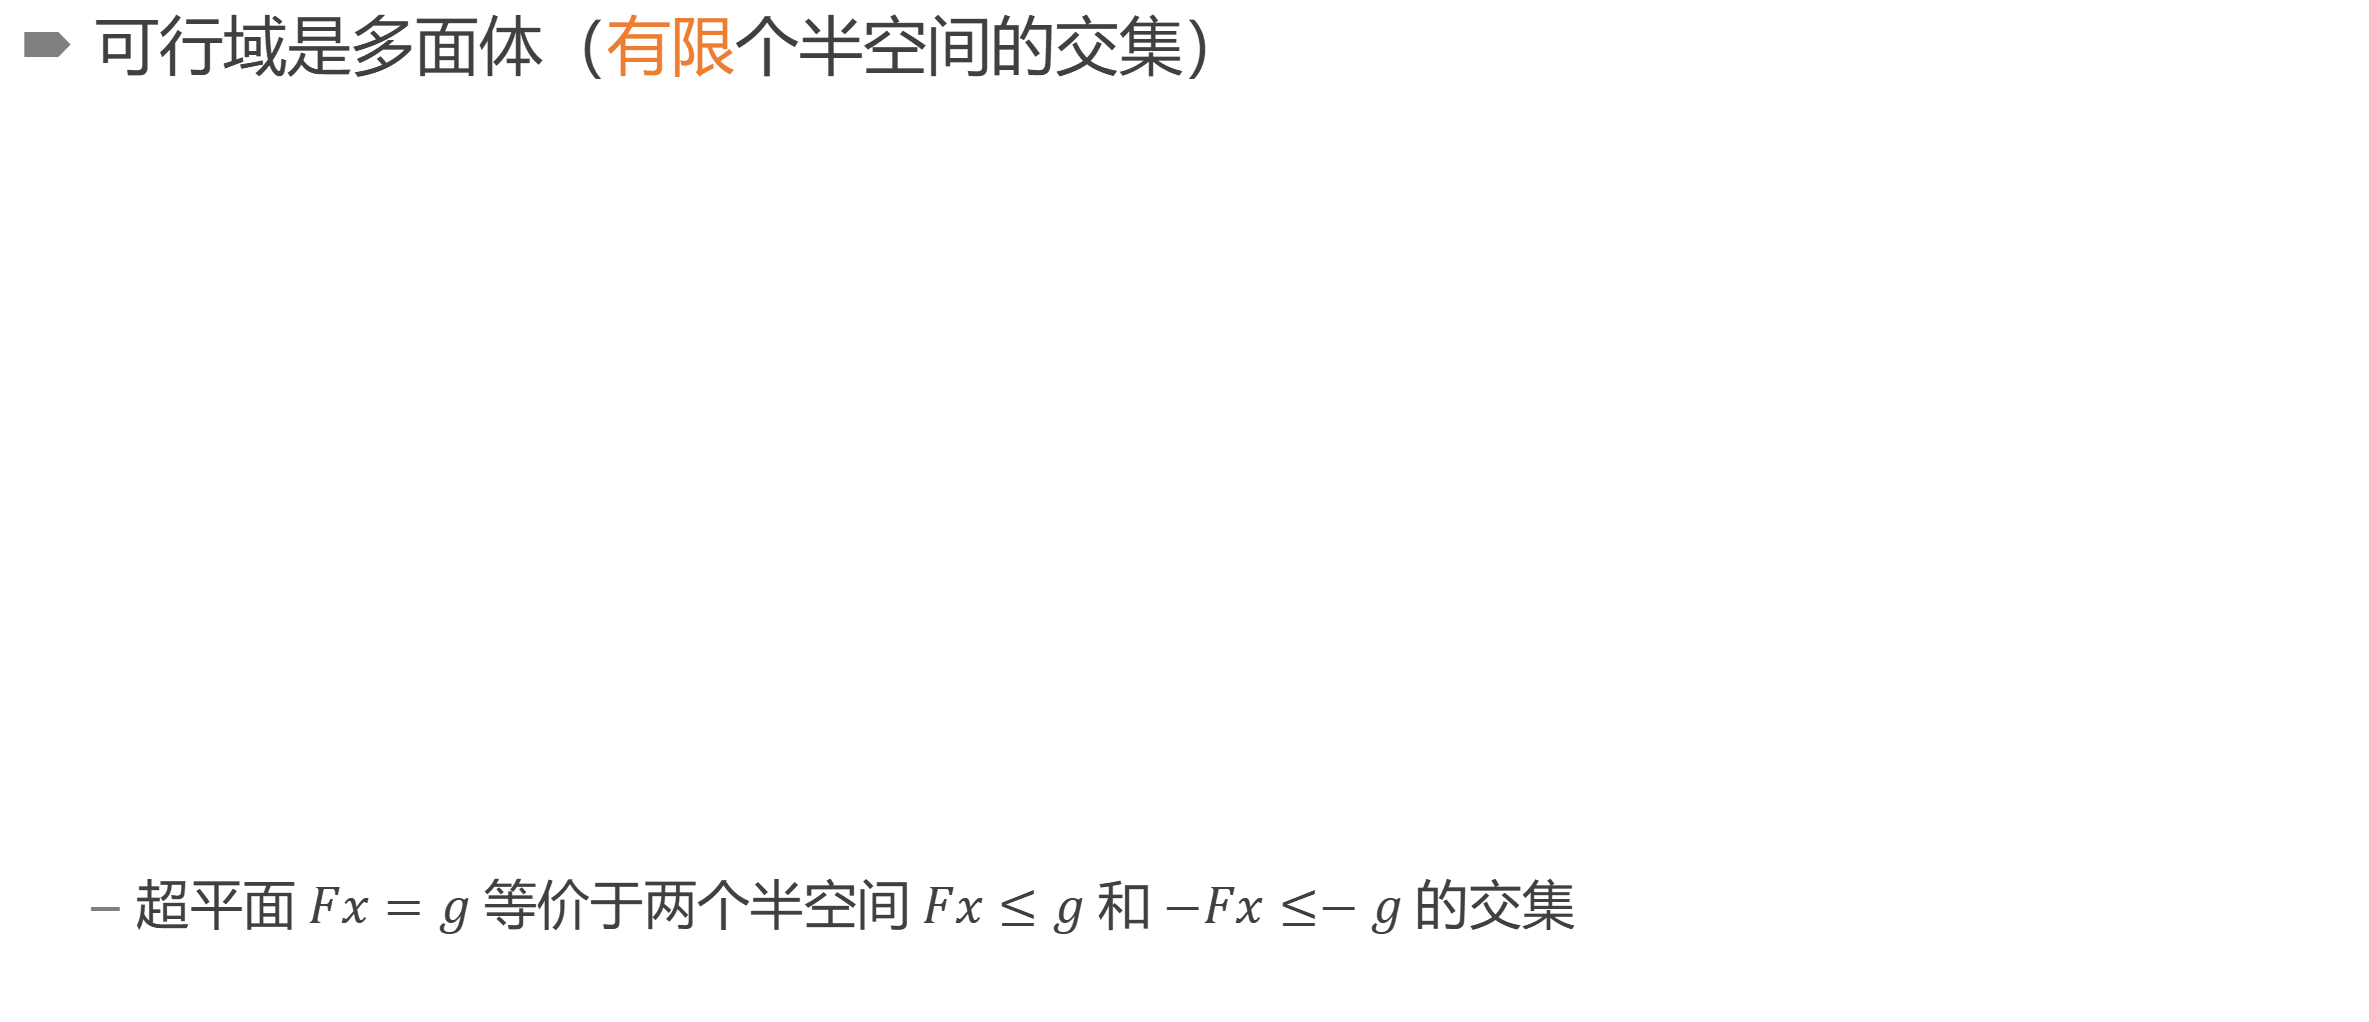 可行域是多面体（有限个半空间的交集）
– 超平面 Fx = g 等价于两个半空间 Fx ≤ g 和 −Fx ≤− g 的交集